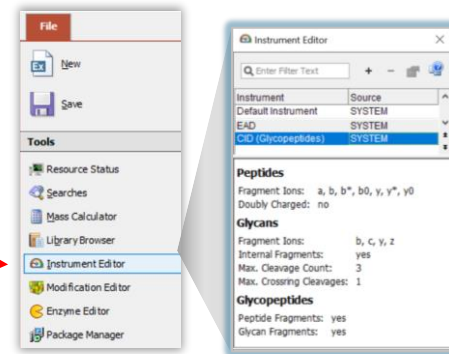 File
New
Save
Tools
Resource Status
Searches
Mass Calculator
Library Browser
Instrument Editor
Modification Editor
Enzyme Editor
Package Manager
Instrument Editor
Enter Filter Text
Instrument Source
Default Instrument SYSTEM
EAD SYSTEM
CID (Glycopeptides) SYSTEM
Peptides
Fragment Ions: a, b, b*, b0, y, y*, y0
Doubly Charged: no
Glycans
Fragment Ions: b, c, y, z
Internal Fragments: yes
Max. Cleavage Count: 3
Max. Crossring Cleavages: 1
Glycopeptides
Peptide Fragments: yes
Glycan Fragments: yes